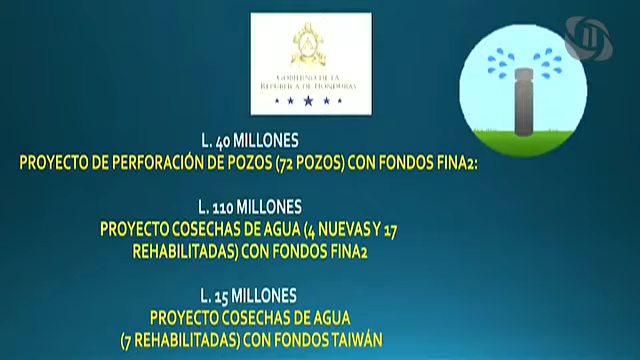 GOBIERNO DE LA
REPÚBLICA DE HONDURAS
L. 40 MILLONES
PROYECTO DE PERFORACIÓN DE POZOS (72 POZOS) CON FONDOS FINA2:
L. 110 MILLONES
PROYECTO COSECHAS DE AGUA (4 NUEVAS Y 17
REHABILITADAS) CON FONDOS FINA2
L. 15 MILLONES
PROYECTO COSECHAS DE AGUA
(7 REHABILITADAS) CON FONDOS TAIWÁN